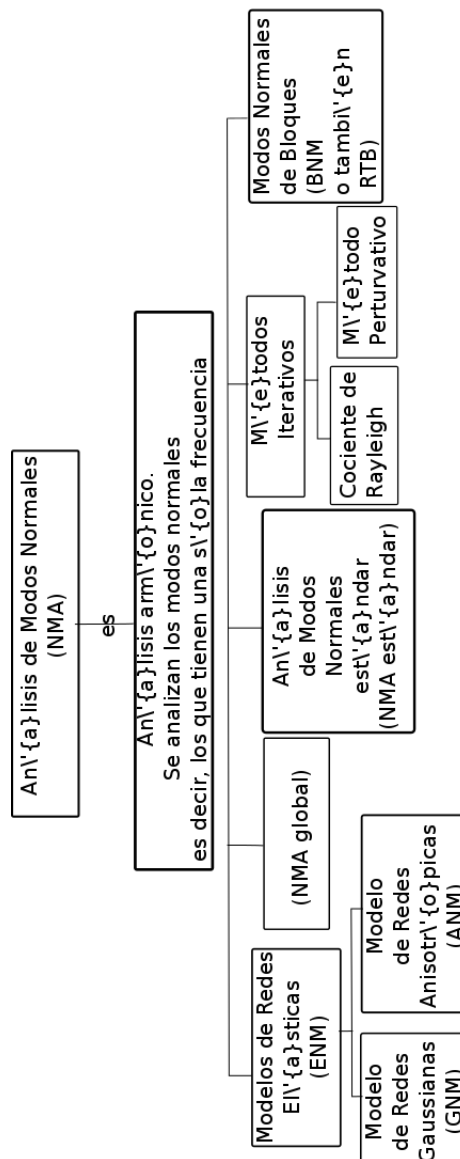 An\'{a}lisis de Modos Normales
(NMA)
es
An\'{a}lisis arm\'{o}nico.
Se analizan los modos normales
es decir, los que tienen una s\'{o}la frecuencia
Modelos de Redes
El\'{a}sticas
(ENM)
Modelo
de Redes
Gaussianas
(GNM)
Modelo
de Redes
Anisotr\'{o}picas
(ANM)
(NMA global)
An\'{a}lisis
de Modos
Normales
est\'{a}ndar
(NMA est\'{a}ndar)
M\'{e}todos
Iterativos
Cociente de
Rayleigh
M\'{e}todo
Perturvativo
Modos Normales
de Bloques
(BNM
o tambi\'{e}n
RTB)